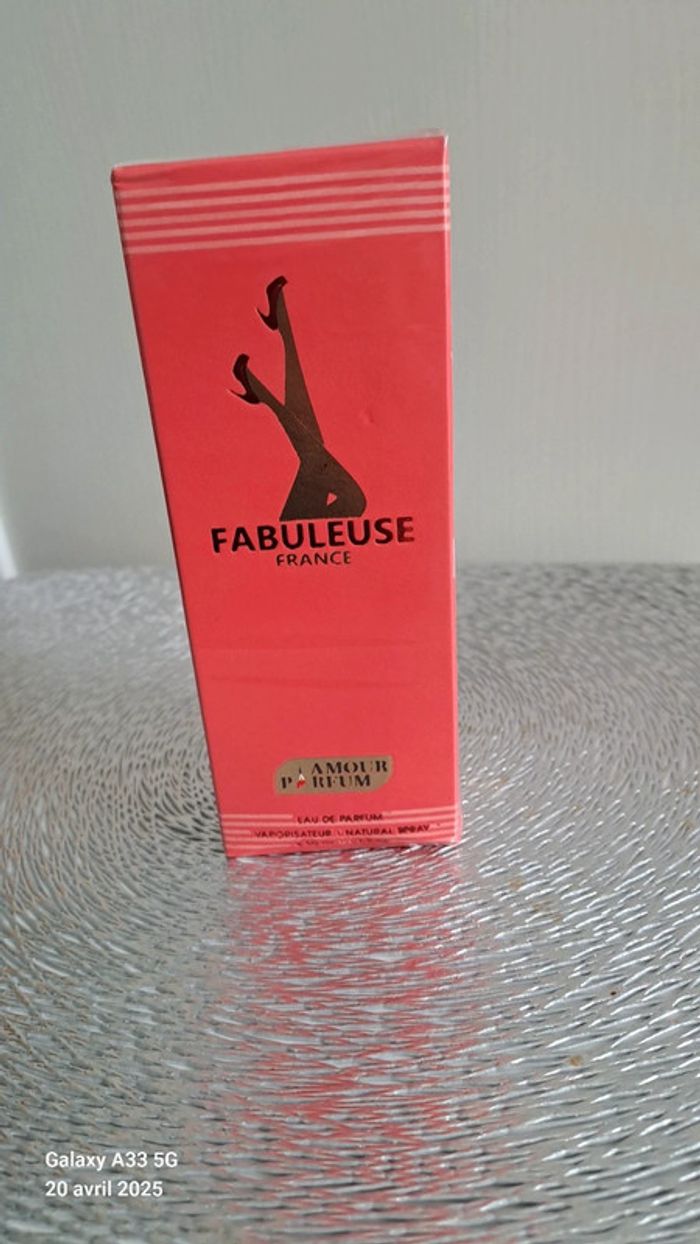 FABULEUSE
FRANCE
AMOUR
PARFUM
EAU DE PARFUM
VAPORISATEUR \ NATURAL SPRAY
Galaxy A33 5G
20 avril 2025